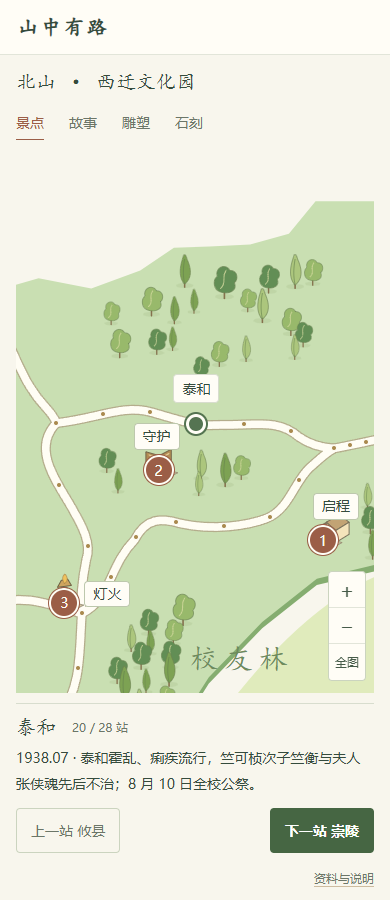 山中有路
北山 • 西迁文化园
景点 故事 雕塑 石刻
泰和
守护
2
启程
1
灯火
3
+
−
全图
校友林
泰和 20 / 28 站
1938.07 · 泰和霍乱、痢疾流行，竺可桢次子竺衡与夫人
张侠魂先后不治；8 月 10 日全校公祭。
上一站 攸县
下一站 崇陵
资料与说明